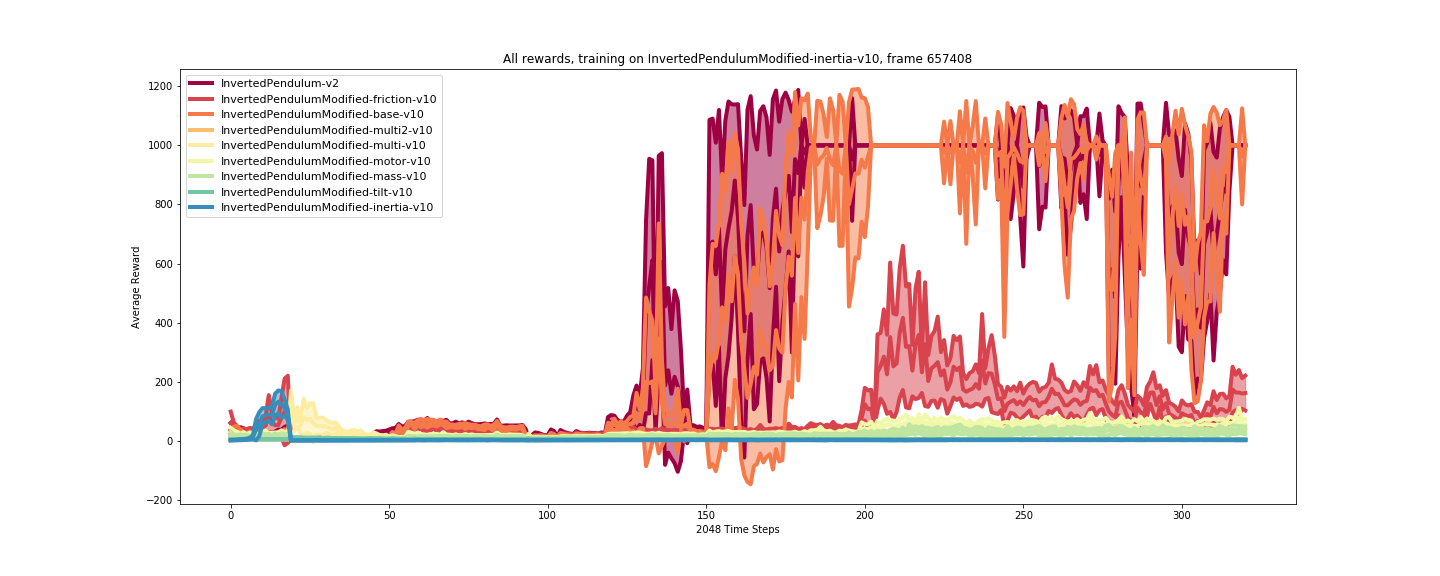 All rewards, training on InvertedPendulumModified-inertia-v10, frame 657408
InvertedPendulum-v2
InvertedPendulumModified-friction-v10
InvertedPendulumModified-base-v10
InvertedPendulumModified-multi2-v10
InvertedPendulumModified-multi-v10
InvertedPendulumModified-motor-v10
InvertedPendulumModified-mass-v10
InvertedPendulumModified-tilt-v10
InvertedPendulumModified-inertia-v10
1200
1000
800
600
400
200
0
−200
Average Reward
0 50 100 150 200 250 300
2048 Time Steps